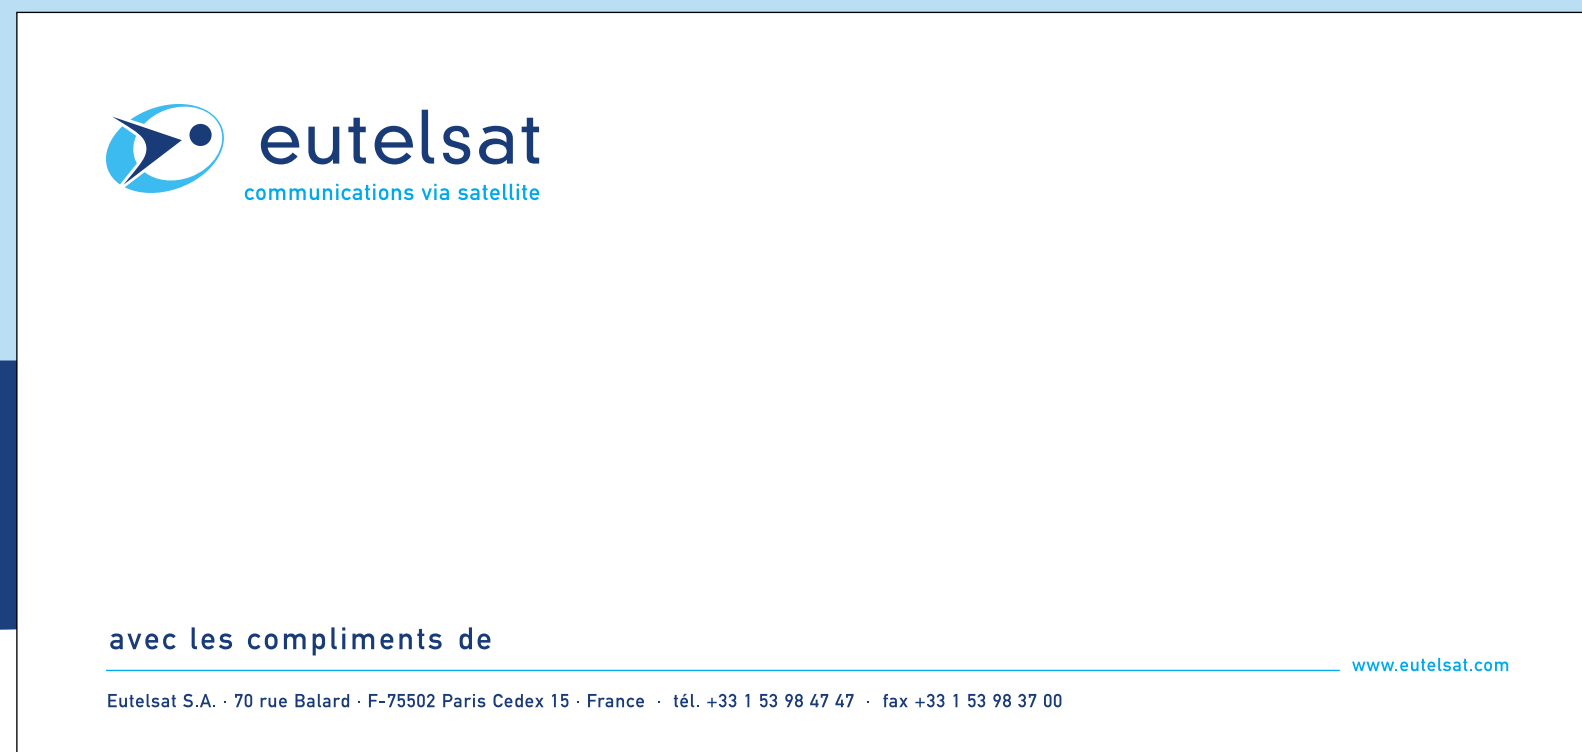 eutelsat
communications via satellite
avec les compliments de
www.eutelsat.com
Eutelsat S.A. · 70 rue Balard · F-75502 Paris Cedex 15 · France · tél. +33 1 53 98 47 47 · fax +33 1 53 98 37 00